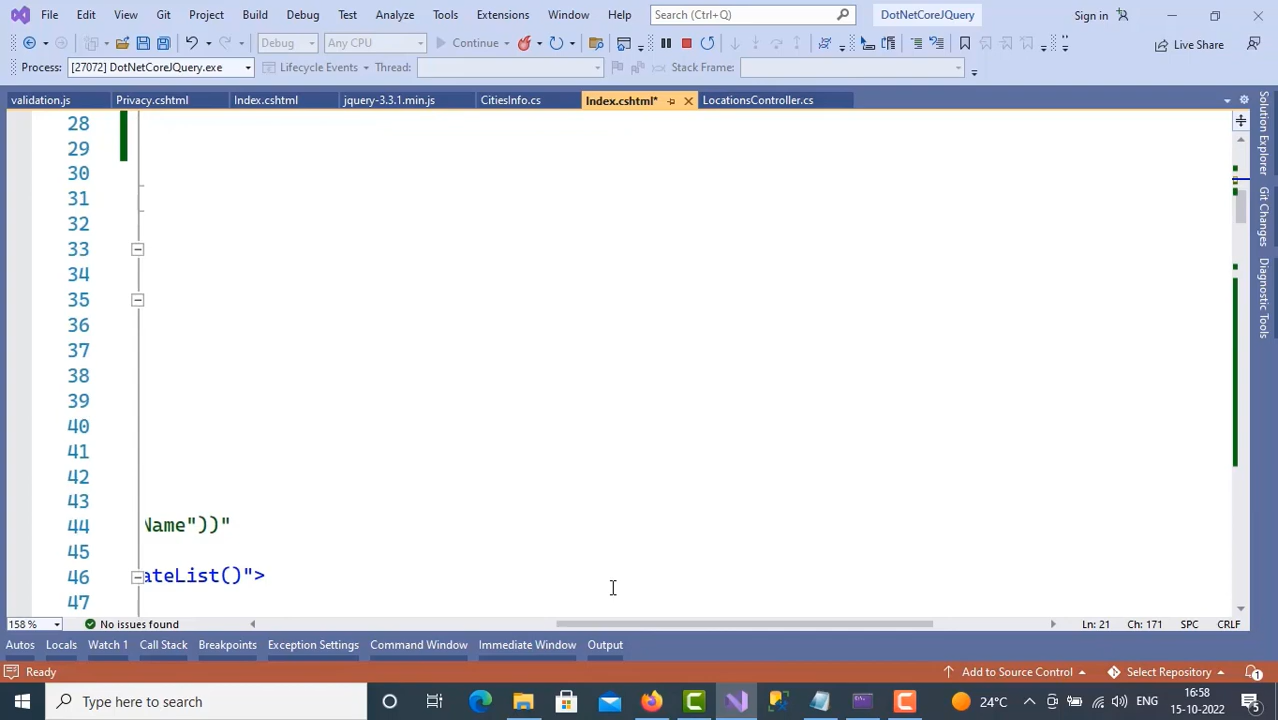 File Edit View Git Project Build Debug Test Analyze Tools Extensions Window Help Search (Ctrl+Q) DotNetCoreJQuery Sign in
Debug Any CPU Continue Live Share
Process: [27072] DotNetCoreJQuery.exe Lifecycle Events Thread: Stack Frame:
validation.js Privacy.cshtml Index.cshtml jquery-3.3.1.min.js CitiesInfo.cs Index.cshtml* LocationsController.cs
Solution Explorer
Git Changes
Diagnostic Tools
28
29
30
31
32
33
34
35
36
37
38
39
40
41
42
43
44 Name"))"
45
46 ateList()">
47
158 % No issues found Ln: 21 Ch: 171 SPC CRLF
Autos Locals Watch 1 Call Stack Breakpoints Exception Settings Command Window Immediate Window Output
Ready Add to Source Control Select Repository 1
Type here to search 24°C ENG 16:58 15-10-2022 5